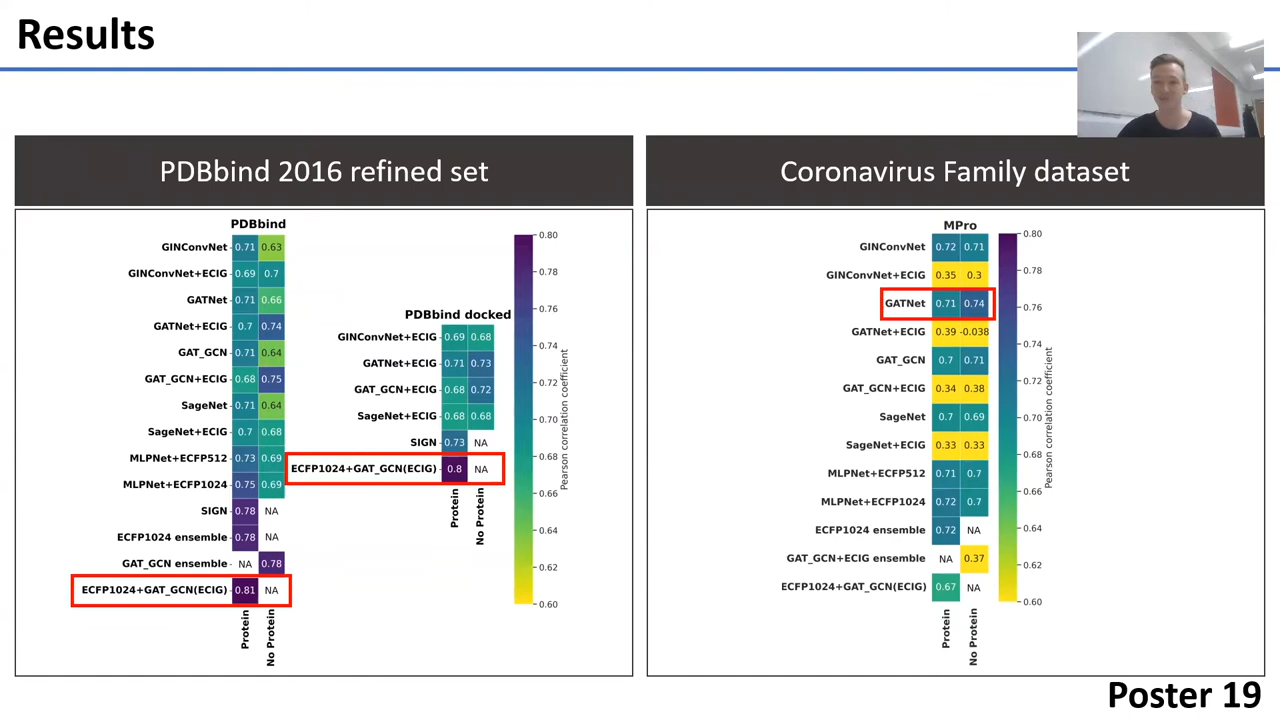 Results
PDBbind 2016 refined set
PDBbind
GINConvNet 0.71 0.63
GINConvNet+ECIG 0.69 0.7
GATNet 0.71 0.66
GATNet+ECIG 0.7 0.74
GAT_GCN 0.71 0.64
GAT_GCN+ECIG 0.68 0.75
SageNet 0.71 0.64
SageNet+ECIG 0.7 0.68
MLPNet+ECFP512 0.73 0.69
MLPNet+ECFP1024 0.75 0.69
SIGN 0.78 NA
ECFP1024 ensemble 0.78 NA
GAT_GCN ensemble NA 0.78
ECFP1024+GAT_GCN(ECIG) 0.81 NA
Protein
No Protein
PDBbind docked
GINConvNet+ECIG 0.69 0.68
GATNet+ECIG 0.71 0.73
GAT_GCN+ECIG 0.68 0.72
SageNet+ECIG 0.68 0.68
SIGN 0.73 NA
ECFP1024+GAT_GCN(ECIG) 0.8 NA
Protein
No Protein
0.80
0.78
0.76
0.74
0.72
0.70
0.68
0.66
0.64
0.62
0.60
Pearson correlation coefficient
Coronavirus Family dataset
MPro
GINConvNet 0.72 0.71
GINConvNet+ECIG 0.35 0.3
GATNet 0.71 0.74
GATNet+ECIG 0.39 -0.038
GAT_GCN 0.7 0.71
GAT_GCN+ECIG 0.34 0.38
SageNet 0.7 0.69
SageNet+ECIG 0.33 0.33
MLPNet+ECFP512 0.71 0.7
MLPNet+ECFP1024 0.72 0.7
ECFP1024 ensemble 0.72 NA
GAT_GCN+ECIG ensemble NA 0.37
ECFP1024+GAT_GCN(ECIG) 0.67 NA
Protein
No Protein
0.80
0.78
0.76
0.74
0.72
0.70
0.68
0.66
0.64
0.62
0.60
Pearson correlation coefficient
Poster 19